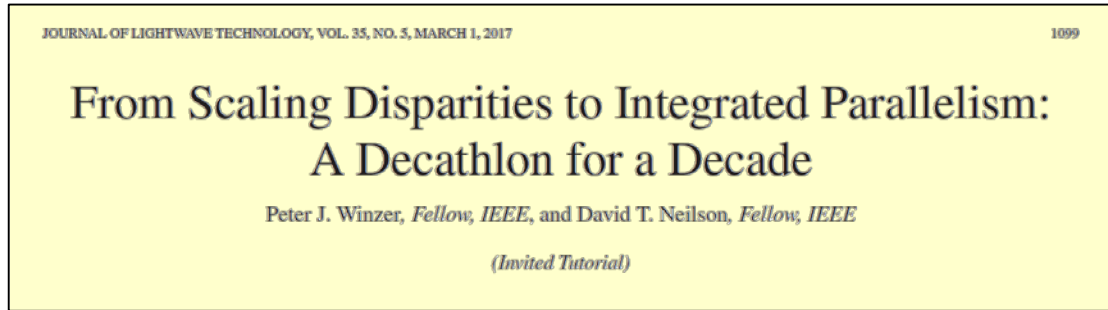 JOURNAL OF LIGHTWAVE TECHNOLOGY, VOL. 35, NO. 5, MARCH 1, 2017 1099
From Scaling Disparities to Integrated Parallelism:
A Decathlon for a Decade
Peter J. Winzer, Fellow, IEEE, and David T. Neilson, Fellow, IEEE
(Invited Tutorial)